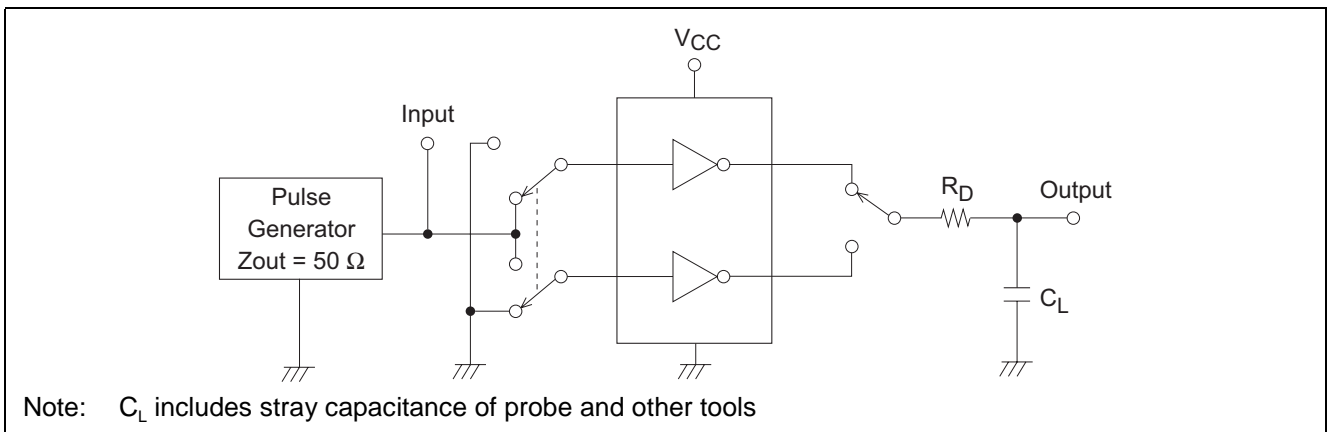 VCC
Input
Pulse
Generator
Zout = 50 Ω
RD
Output
CL
Note: CL includes stray capacitance of probe and other tools